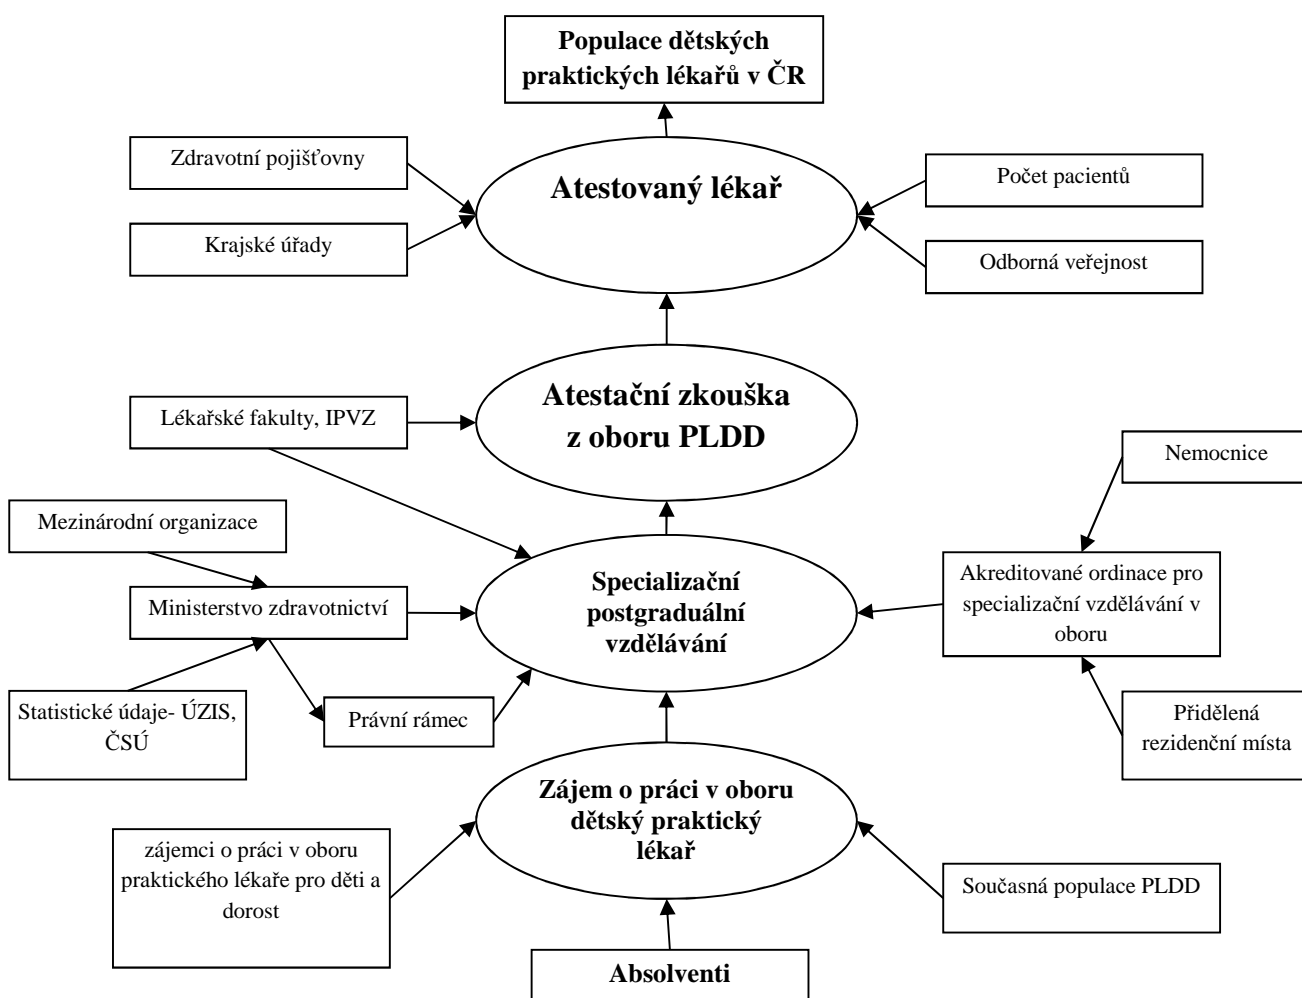 Populace dětských
praktických lékařů v ČR
Zdravotní pojišťovny
Atestovaný lékař
Počet pacientů
Krajské úřady
Odborná veřejnost
Atestační zkouška
z oboru PLDD
Lékařské fakulty, IPVZ
Nemocnice
Mezinárodní organizace
Ministerstvo zdravotnictví
Specializační
postgraduální
vzdělávání
Akreditované ordinace pro
specializační vzdělávání v
oboru
Statistické údaje- ÚZIS,
ČSÚ
Právní rámec
Přidělená
rezidenční místa
Zájem o práci v oboru
dětský praktický
lékař
zájemci o práci v oboru
praktického lékaře pro děti a
dorost
Současná populace PLDD
Absolventi